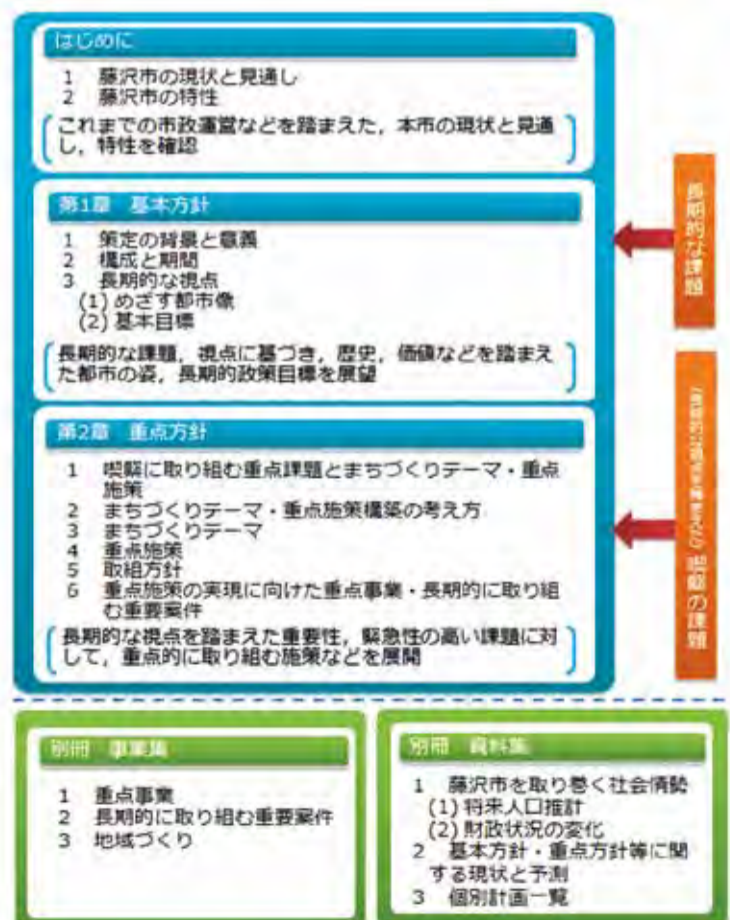 はじめに
1 藤沢市の現状と見通し
2 藤沢市の特性
これまでの市政運営などを踏まえた，本市の現状と見通
し，特性を確認
第1章 基本方針
1 策定の背景と意義
2 構成と期間
3 長期的な視点
(1) めざす都市像
(2) 基本目標
長期的な課題，視点に基づき，歴史，価値などを踏まえ
た都市の姿，長期的政策目標を展望
第2章 重点方針
1 喫緊に取り組む重点課題とまちづくりテーマ・重点
施策
2 まちづくりテーマ・重点施策構築の考え方
3 まちづくりテーマ
4 重点施策
5 取組方針
6 重点施策の実現に向けた重点事業・長期的に取り組
む重要案件
長期的な視点を踏まえた重要性，緊急性の高い課題に対
して，重点的に取り組む施策などを展開
長期的な課題
(長期的な視点を踏まえた) 喫緊の課題
別冊 事業集
1 重点事業
2 長期的に取り組む重要案件
3 地域づくり
別冊 資料集
1 藤沢市を取り巻く社会情勢
(1) 将来人口推計
(2) 財政状況の変化
2 基本方針・重点方針等に関
する現状と予測
3 個別計画一覧